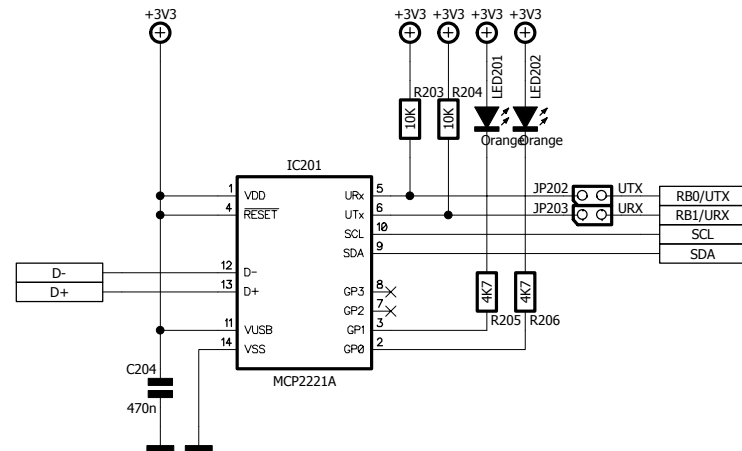 +3V3
+3V3 +3V3 +3V3 +3V3
LED201
LED202
R203
R204
10K
10K
Orange
Orange
IC201
1 VDD
4 RESET
12 D-
13 D+
11 VUSB
14 VSS
URx 5
UTx 6
SCL 10
SDA 9
GP3 8
GP2 7
GP1 3
GP0 2
MCP2221A
JP202
UTX
RB0/UTX
JP203
URX
RB1/URX
SCL
SDA
D-
D+
4K7
4K7
R205
R206
C204
470n